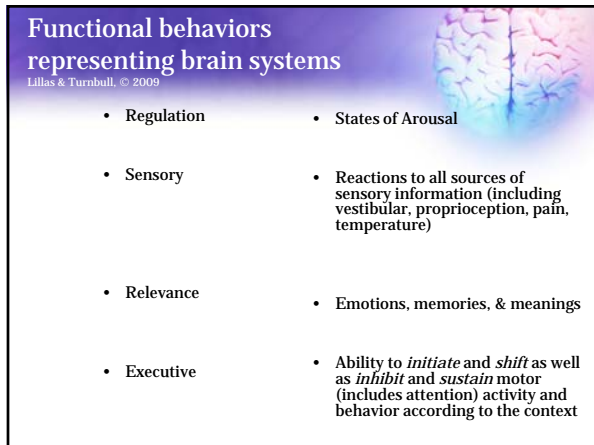 Functional behaviors
representing brain systems
Lillas & Turnbull, © 2009
• Regulation
• States of Arousal
• Sensory
• Reactions to all sources of
sensory information (including
vestibular, proprioception, pain,
temperature)
• Relevance
• Emotions, memories, & meanings
• Executive
• Ability to initiate and shift as well
as inhibit and sustain motor
(includes attention) activity and
behavior according to the context